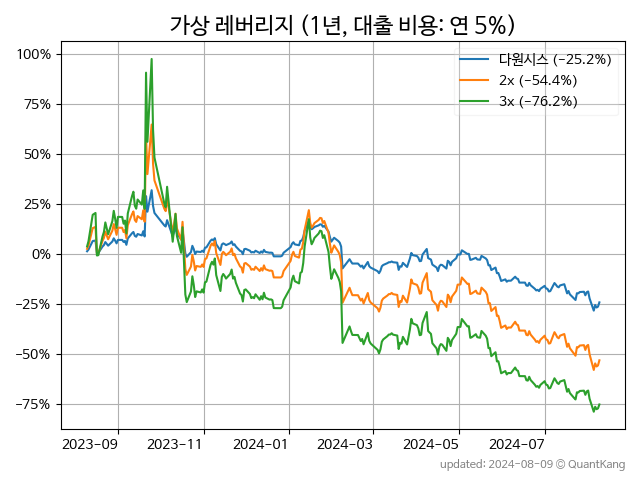 가상 레버리지 (1년, 대출 비용: 연 5%)
100%
75%
50%
25%
0%
−25%
−50%
−75%
다원시스 (−25.2%)
2x (−54.4%)
3x (−76.2%)
2023-09
2023-11
2024-01
2024-03
2024-05
2024-07
updated: 2024-08-09 © QuantKang